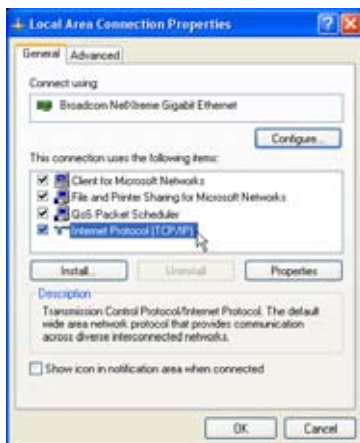 Local Area Connection Properties
General Advanced
Connect using:
Broadcom NetXtreme Gigabit Ethernet
Configure...
This connection uses the following items:
Client for Microsoft Networks
File and Printer Sharing for Microsoft Networks
QoS Packet Scheduler
Internet Protocol (TCP/IP)
Install... Uninstall Properties
Description
Transmission Control Protocol/Internet Protocol. The default
wide area network protocol that provides communication
across diverse interconnected networks.
Show icon in notification area when connected
OK Cancel